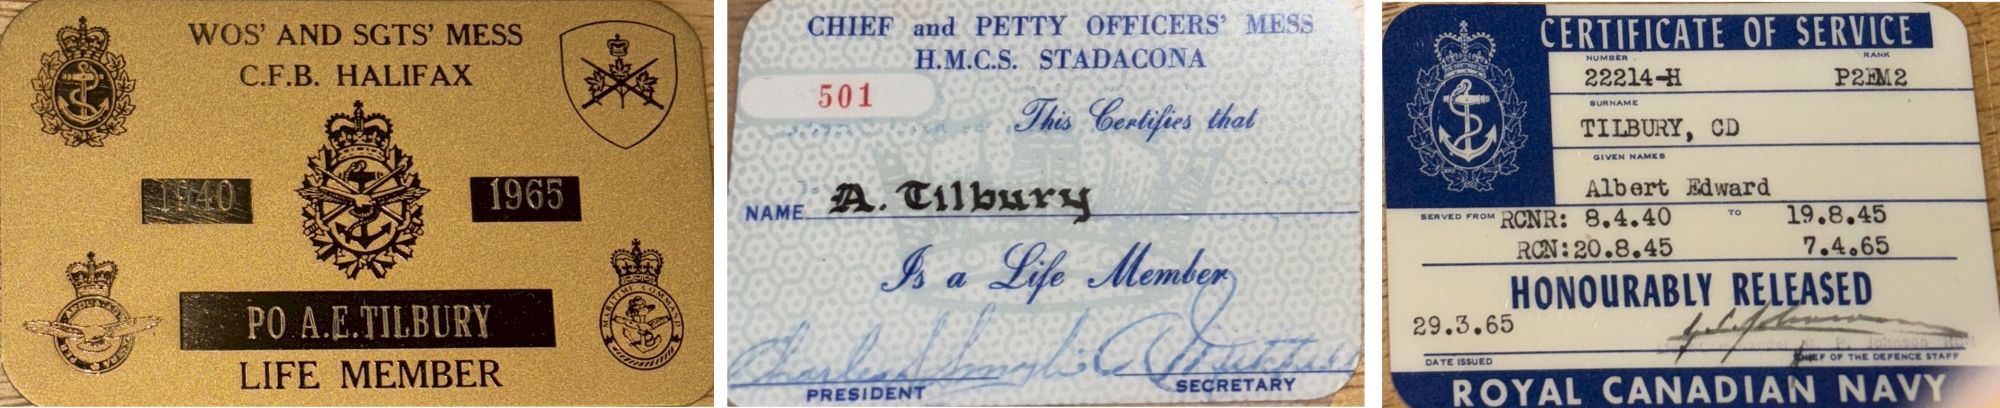 WOS' AND SGTS' MESS
C.F.B. HALIFAX
1940
1965
PO A.E.TILBURY
LIFE MEMBER
MARITIME COMMAND
CHIEF and PETTY OFFICERS' MESS
H.M.C.S. STADACONA
501
This Certifies that
NAME A. Tilbury
Is a Life Member
PRESIDENT
SECRETARY
CERTIFICATE OF SERVICE
NUMBER RANK
22214-H P2EM2
SURNAME
TILBURY, CD
GIVEN NAMES
Albert Edward
SERVED FROM RCNR: 8.4.40 TO 19.8.45
RCN:20.8.45 7.4.65
HONOURABLY RELEASED
29.3.65
DATE ISSUED
CHIEF OF THE DEFENCE STAFF
ROYAL CANADIAN NAVY